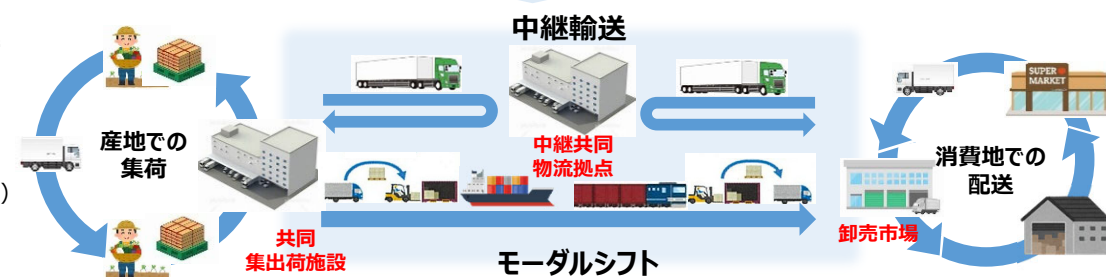 中継輸送
SUPER
MARKET
産地での
集荷
中継共同
物流拠点
消費地での
配送
)
共同
集出荷施設
卸売市場
モーダルシフト